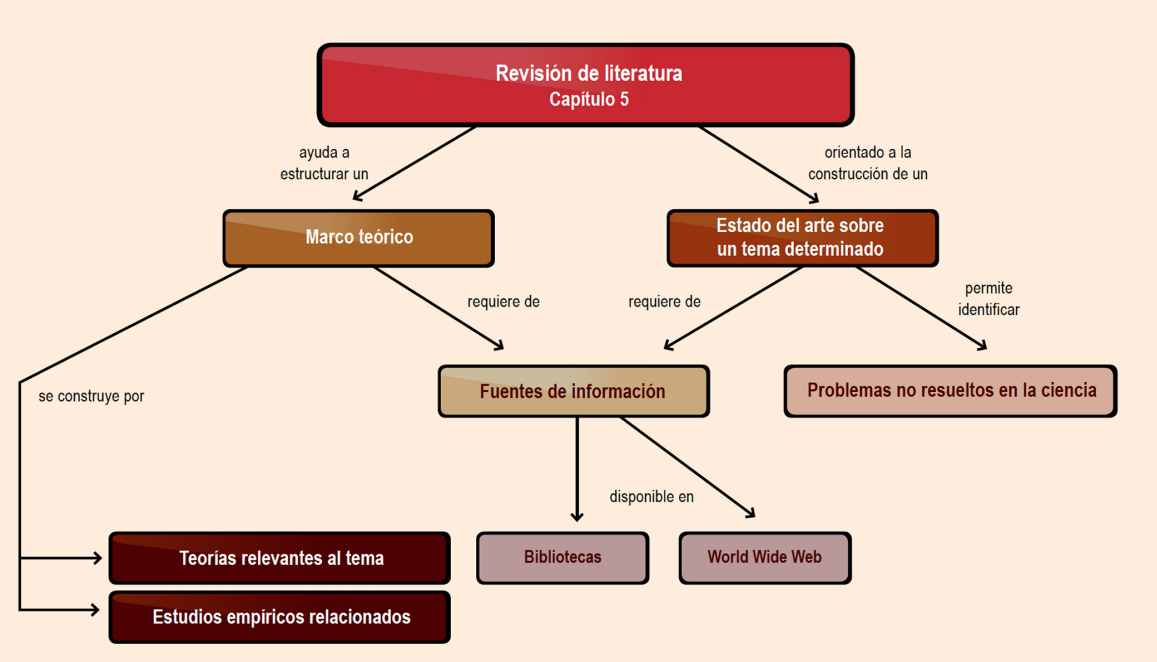 Revisión de literatura
Capítulo 5
ayuda a
estructurar un
orientado a la
construcción de un
Marco teórico
Estado del arte sobre
un tema determinado
requiere de
requiere de
permite
identificar
se construye por
Fuentes de información
Problemas no resueltos en la ciencia
disponible en
Teorías relevantes al tema
Bibliotecas
World Wide Web
Estudios empíricos relacionados